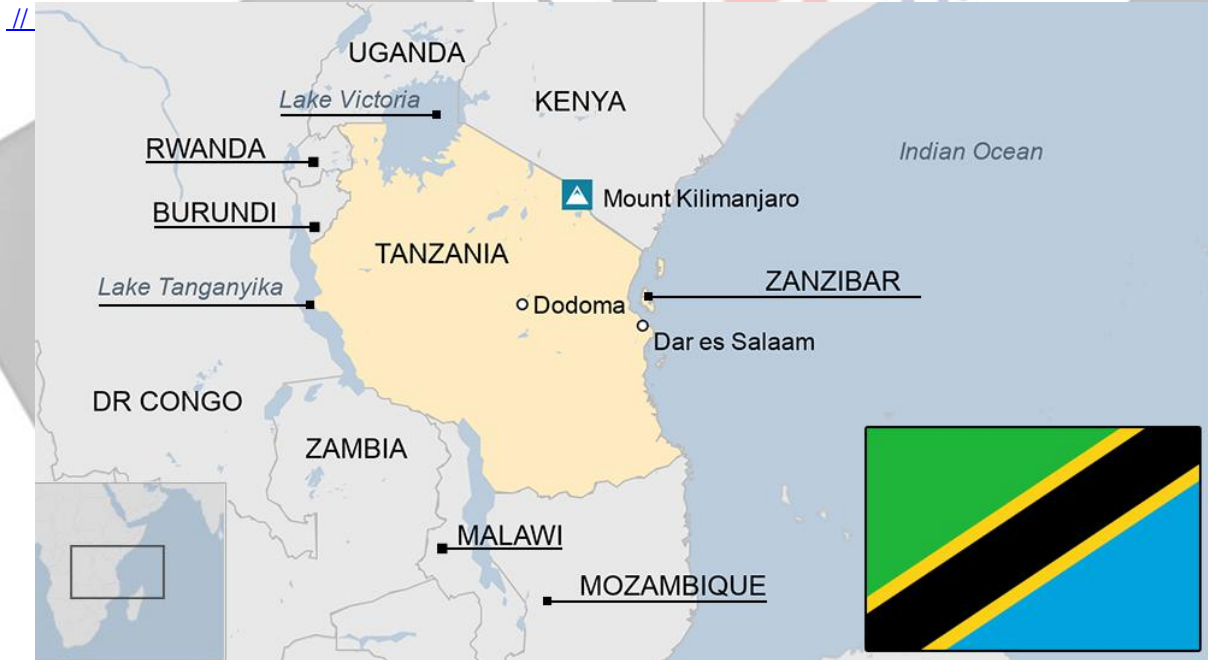 //
UGANDA
Lake Victoria
KENYA
RWANDA
Indian Ocean
Mount Kilimanjaro
BURUNDI
TANZANIA
Lake Tanganyika
ZANZIBAR
Dodoma
Dar es Salaam
DR CONGO
ZAMBIA
MALAWI
MOZAMBIQUE